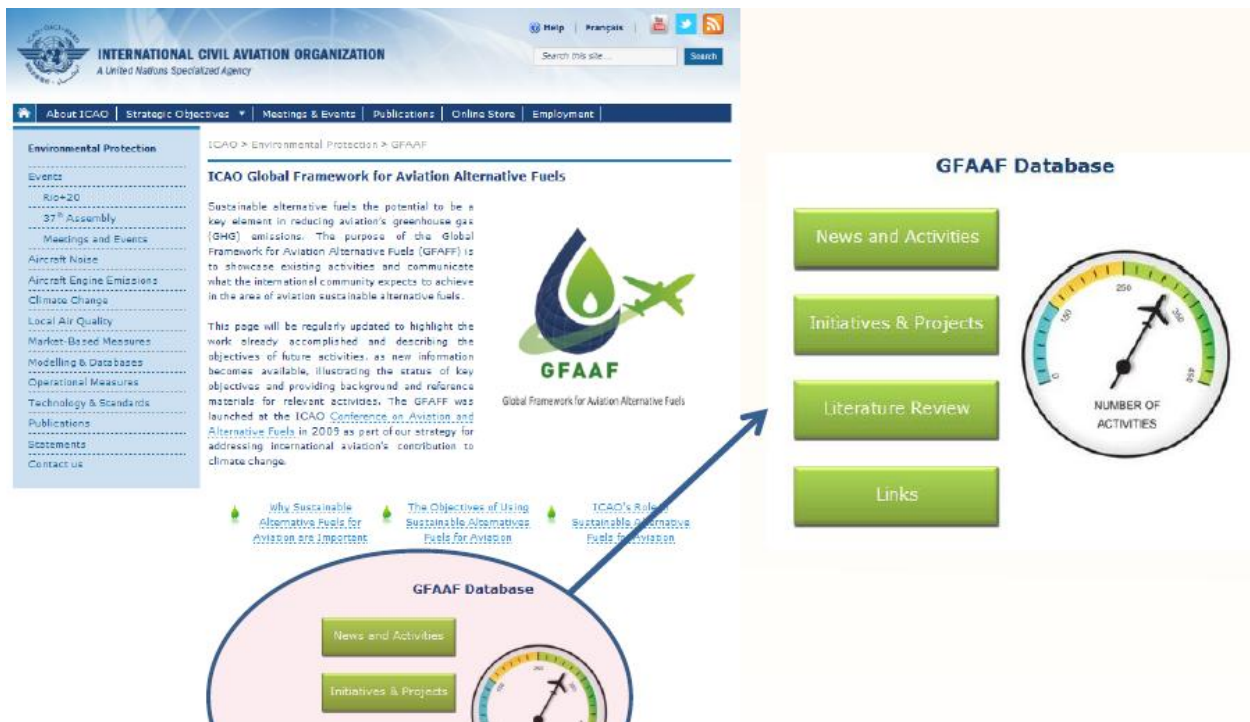 Help | Français |
INTERNATIONAL CIVIL AVIATION ORGANIZATION
A United Nations Specialized Agency
Search this site...
Search
About ICAO | Strategic Objectives | Meetings & Events | Publications | Online Store | Employment |
Environmental Protection
Events
Rio+20
37th Assembly
Meetings and Events
Aircraft Noise
Aircraft Engine Emissions
Climate Change
Local Air Quality
Market-Based Measures
Modelling & Databases
Operational Measures
Technology & Standards
Publications
Statements
Contact us
ICAO > Environmental Protection > GFAAF
ICAO Global Framework for Aviation Alternative Fuels
Sustainable alternative fuels the potential to be a
key element in reducing aviation's greenhouse gas
(GHG) emissions. The purpose of the Global
Framework for Aviation Alternative Fuels (GFAFF) is
to showcase existing activities and communicate
what the international community expects to achieve
in the area of aviation sustainable alternative fuels.
This page will be regularly updated to highlight the
work already accomplished and describing the
objectives of future activities, as new information
becomes available, illustrating the status of key
objectives and providing background and reference
materials for relevant activities. The GFAFF was
launched at the ICAO Conference on Aviation and
Alternative Fuels in 2009 as part of our strategy for
addressing international aviation's contribution to
climate change.
GFAAF
Global Framework for Aviation Alternative Fuels
Why Sustainable
Alternative Fuels for
Aviation are Important
The Objectives of Using
Sustainable Alternatives
Fuels for Aviation
ICAO's Role
Sustainable Alternative
Fuels for Aviation
GFAAF Database
News and Activities
Initiatives & Projects
GFAAF Database
News and Activities
Initiatives & Projects
Literature Review
Links
0
150
250
350
450
NUMBER OF
ACTIVITIES